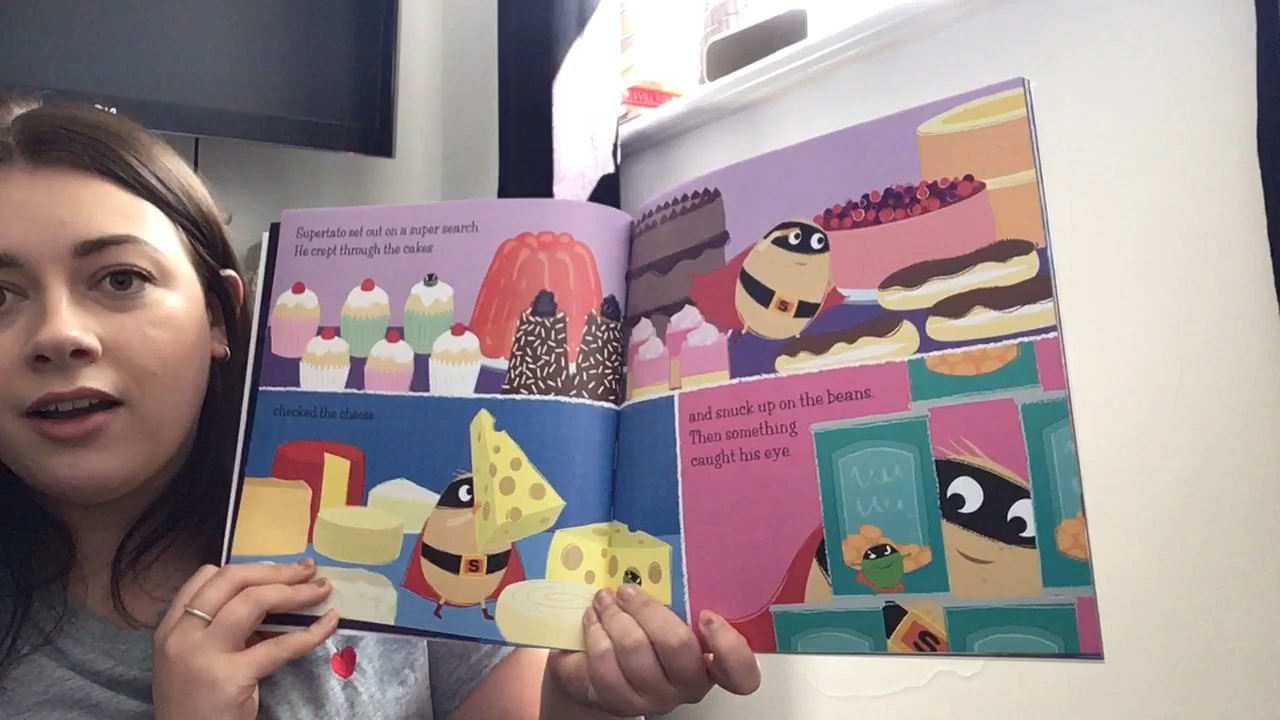 Supertato set out on a super search
He crept through the cakes
checked the cheese
and snuck up on the beans.
Then something
caught his eye.
S
S
S